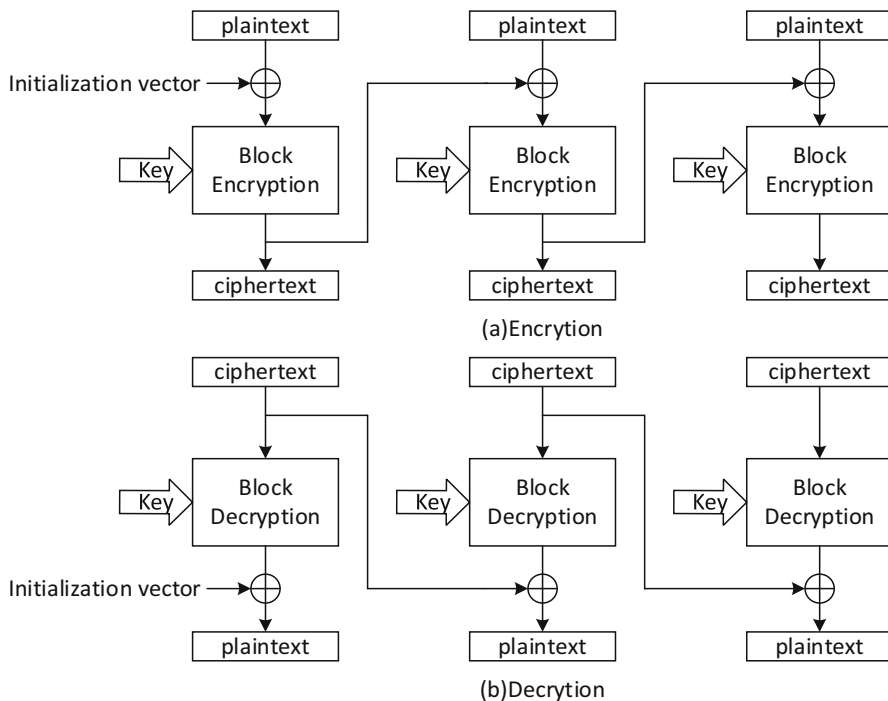 plaintext plaintext plaintext
Initialization vector
Block Block Block
Key Key Key
Encryption Encryption Encryption
ciphertext ciphertext ciphertext
(a)Encrytion
ciphertext ciphertext ciphertext
Block Block Block
Key Key Key
Decryption Decryption Decryption
Initialization vector
plaintext plaintext plaintext
(b)Decrytion